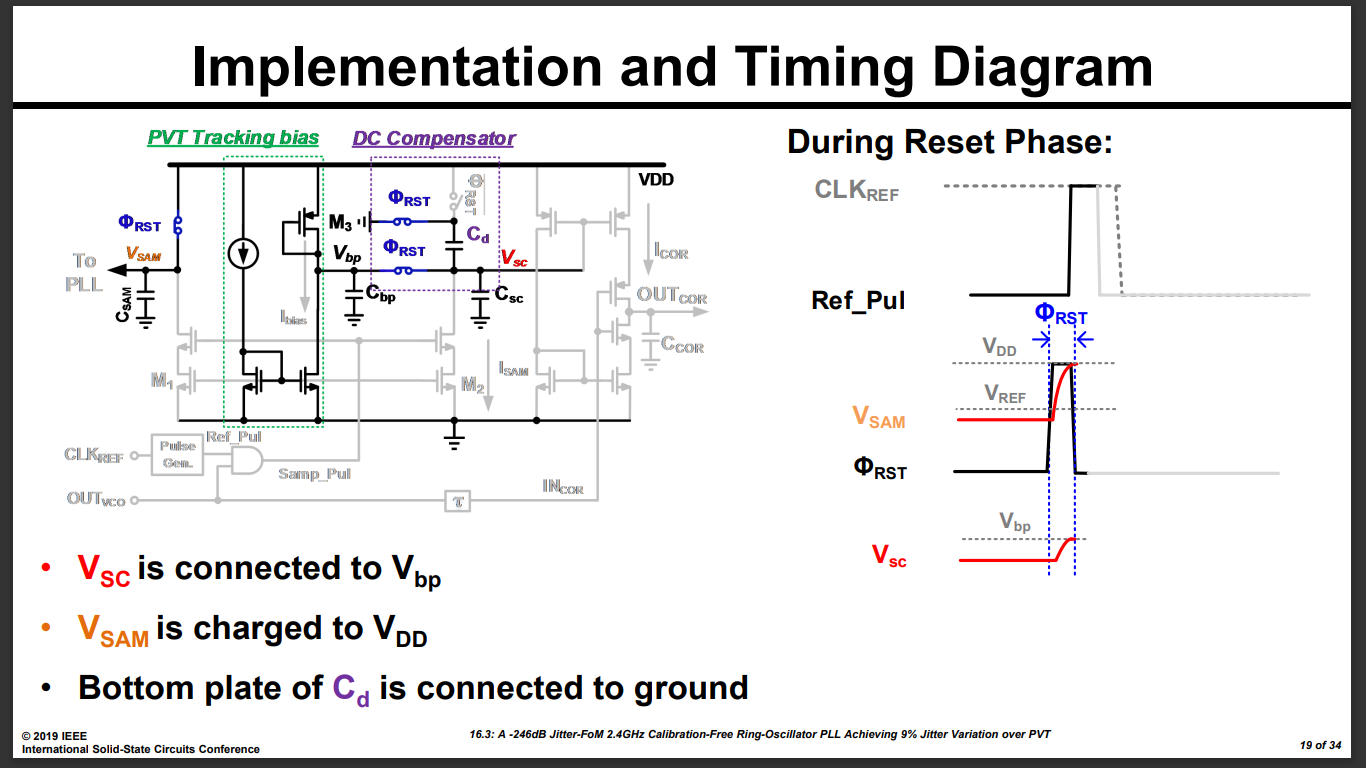 Implementation and Timing Diagram
PVT Tracking bias
DC Compensator
VDD
ΦRST
VSAM
To
PLL
CSAM
M3
Vbp
ΦRST
ΦRST
ΦRST
Cd
Vsc
Cbp
Csc
Ibias
ICOR
OUTCOR
CCOR
M1
M2
ISAM
CLKREF
Pulse
Gen.
Ref_Pul
Samp_Pul
OUTVCO
τ
INCOR
During Reset Phase:
CLKREF
Ref_Pul
ΦRST
VDD
VREF
VSAM
ΦRST
Vbp
Vsc
• VSC is connected to Vbp
• VSAM is charged to VDD
• Bottom plate of Cd is connected to ground
© 2019 IEEE
International Solid-State Circuits Conference
16.3: A -246dB Jitter-FoM 2.4GHz Calibration-Free Ring-Oscillator PLL Achieving 9% Jitter Variation over PVT
19 of 34